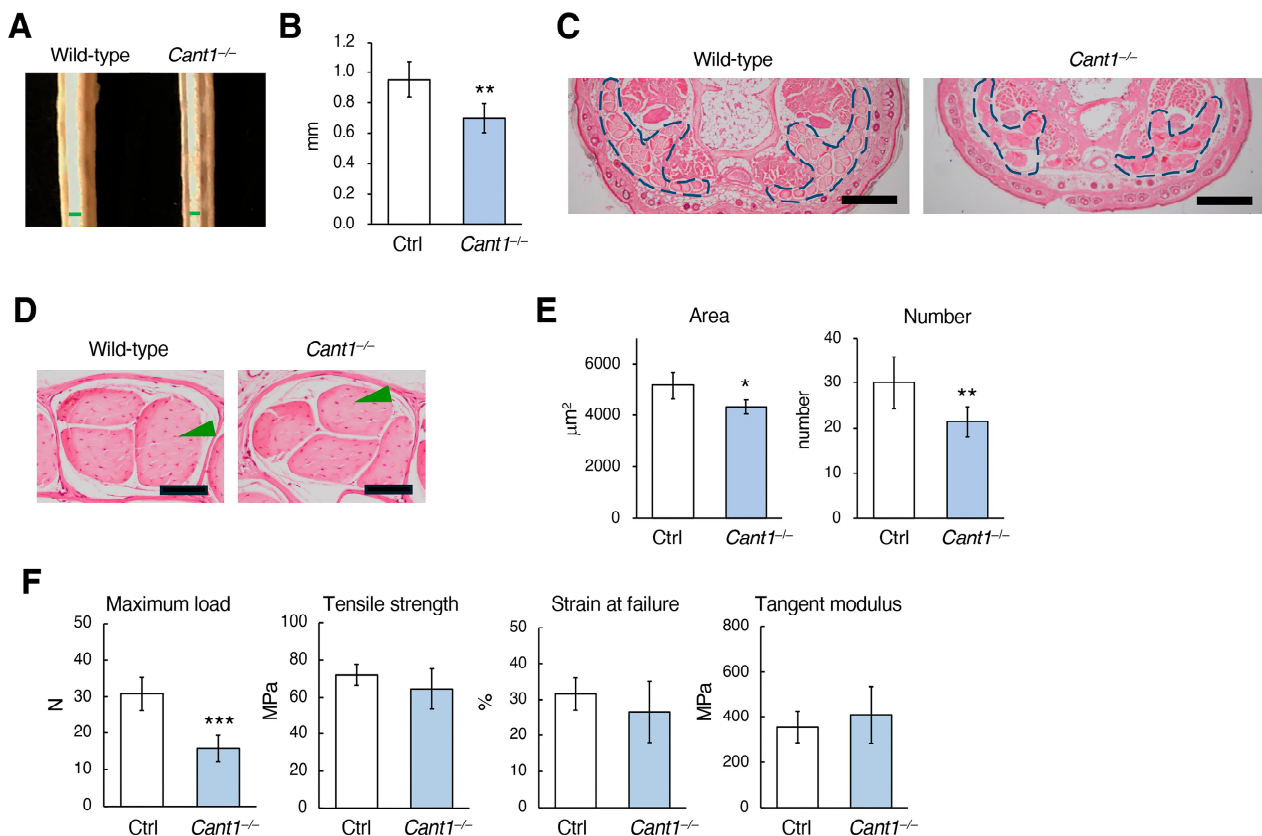 A
Wild-type Cant1–/–
B
1.2
1.0
0.8
0.6
0.4
0.2
0.0
mm
**
Ctrl Cant1–/–
C
Wild-type Cant1–/–
D
Wild-type Cant1–/–
E
Area
6000
4000
2000
0
μm2
*
Ctrl Cant1–/–
Number
40
30
20
10
0
number
**
Ctrl Cant1–/–
F
Maximum load
50
40
30
20
10
0
N
***
Ctrl Cant1–/–
Tensile strength
100
80
60
40
20
0
MPa
Ctrl Cant1–/–
Strain at failure
50
40
30
20
10
0
%
Ctrl Cant1–/–
Tangent modulus
800
600
400
200
0
MPa
Ctrl Cant1–/–